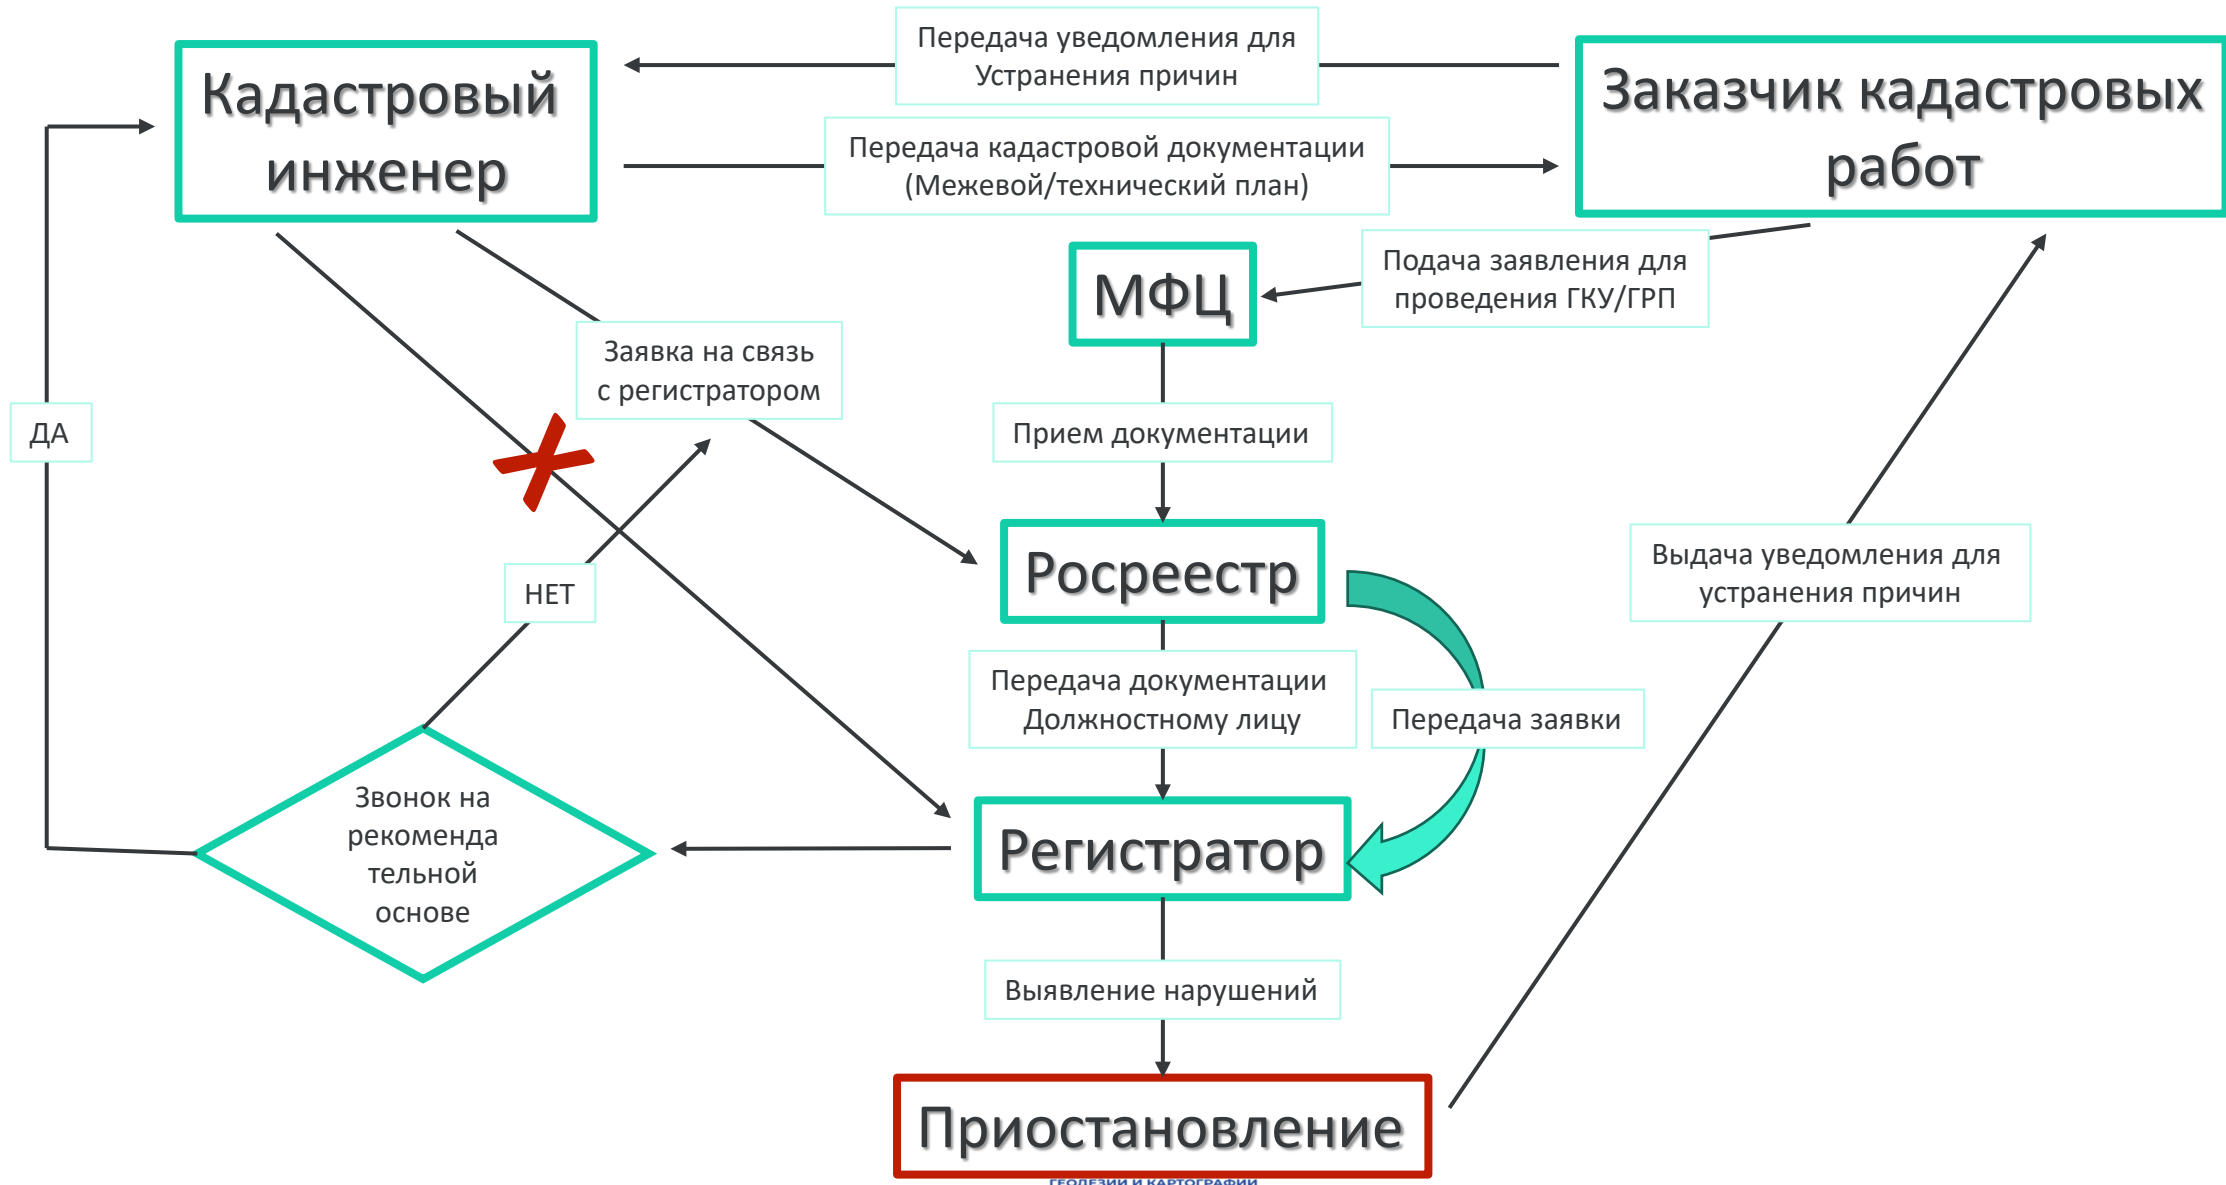 Передача уведомления для
Устранения причин
Кадастровый
инженер
Заказчик кадастровых
работ
Передача кадастровой документации
(Межевой/технический план)
МФЦ
Подача заявления для
проведения ГКУ/ГРП
Заявка на связь
с регистратором
ДА
Прием документации
Росреестр
Выдача уведомления для
устранения причин
НЕТ
Передача документации
Должностному лицу
Передача заявки
Звонок на
рекоменда
тельной
основе
Регистратор
Выявление нарушений
Приостановление
ГЕОДЕЗИИ И КАРТОГРАФИИ